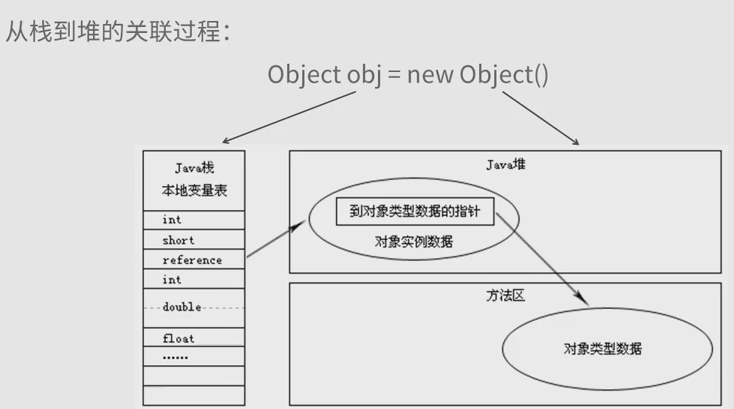 从栈到堆的关联过程：
Object obj = new Object()
Java栈
本地变量表
int
short
reference
int
double
float
......
Java堆
到对象类型数据的指针
对象实例数据
方法区
对象类型数据